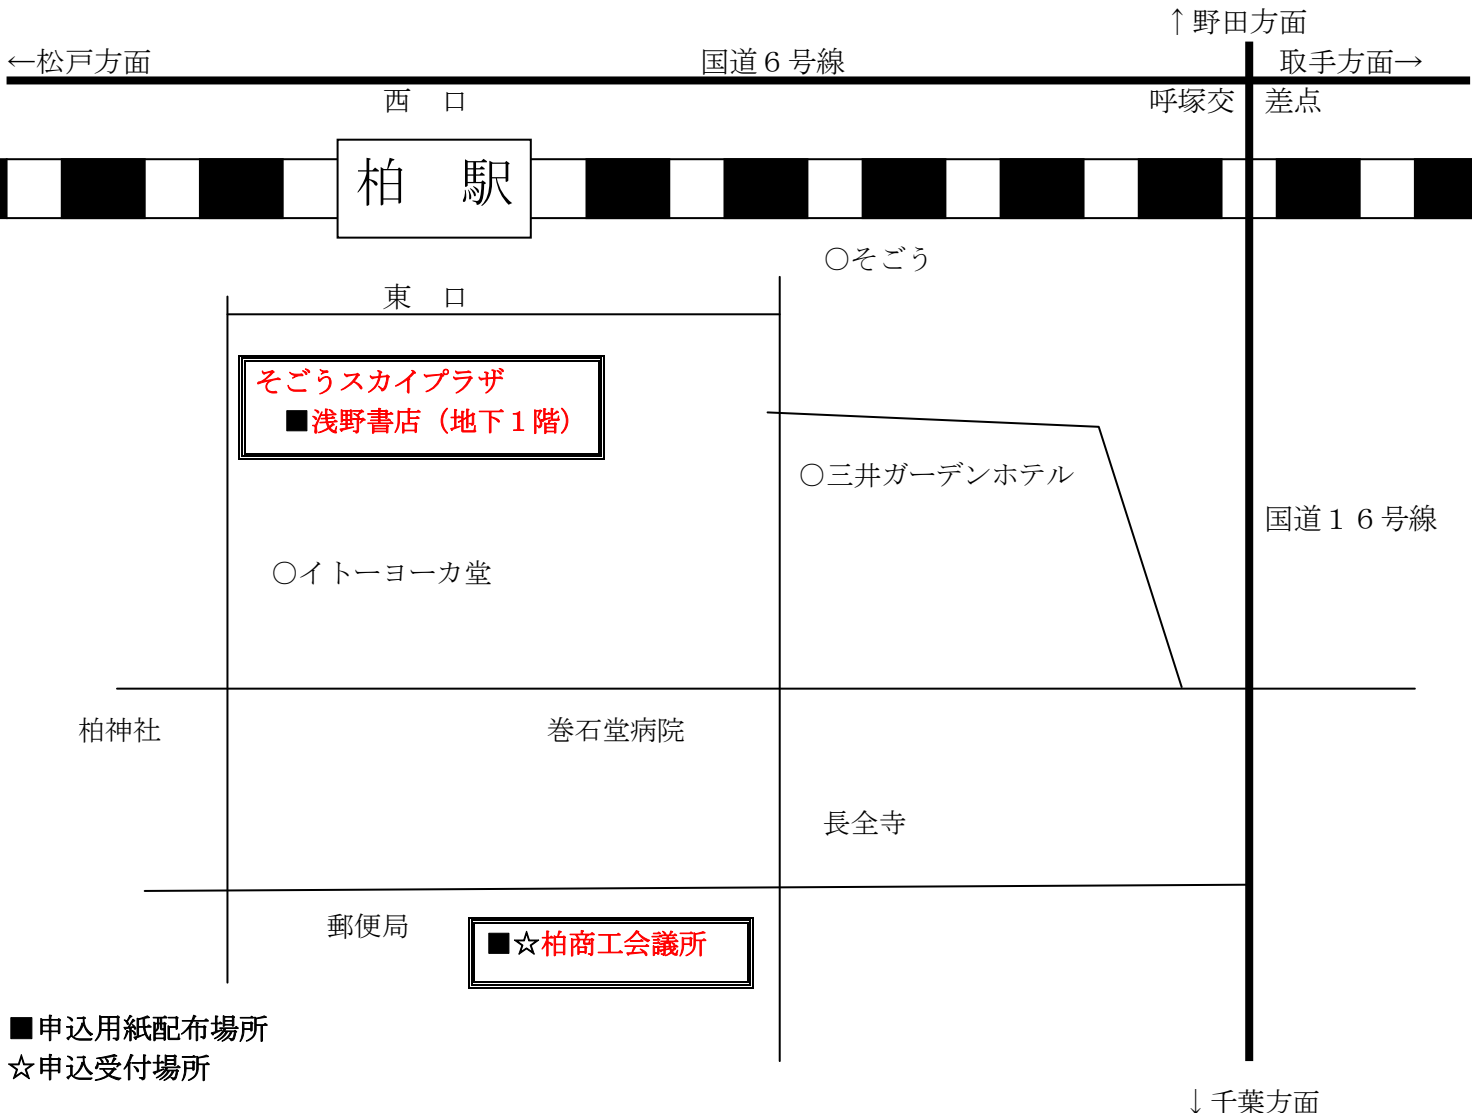 ↑野田方面
←松戸方面
国道６号線
取手方面→
西　口
呼塚交
差点
柏　駅
○そごう
東　口
そごうスカイプラザ
■浅野書店（地下１階）
○三井ガーデンホテル
国道１６号線
○イトーヨーカ堂
柏神社
巻石堂病院
長全寺
郵便局
■☆柏商工会議所
■申込用紙配布場所
☆申込受付場所
↓千葉方面